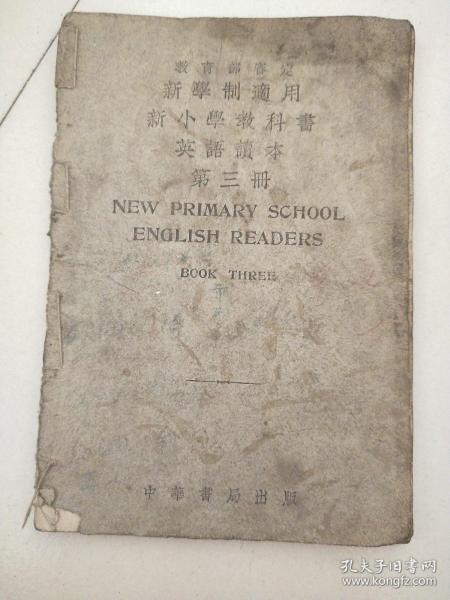 教育部審定
新學制適用
新小學教科書
英語讀本
第三冊
NEW PRIMARY SCHOOL
ENGLISH READERS
BOOK THREE
中華書局出版
孔夫子旧书网
www.kongfz.com